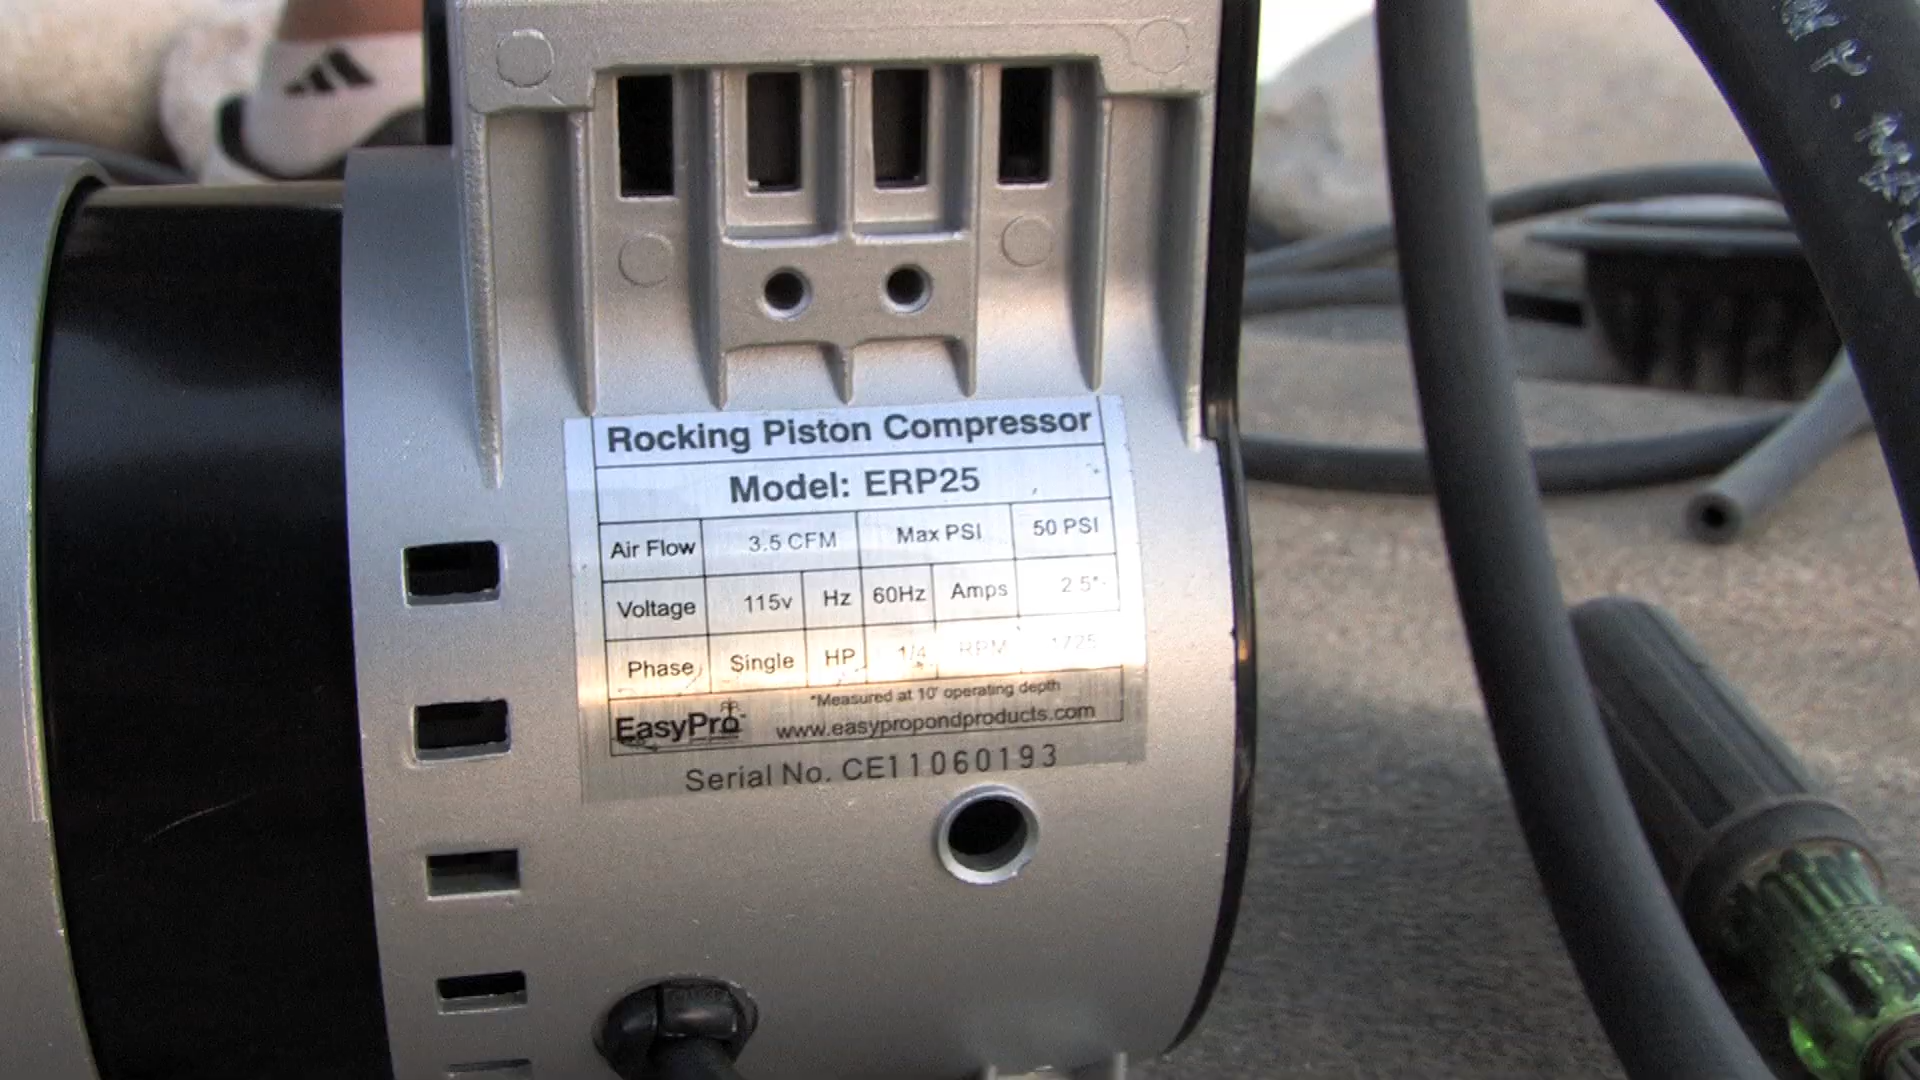 Rocking Piston Compressor
Model: ERP25
Air Flow 3.5 CFM Max PSI 50 PSI
Voltage 115v Hz 60Hz Amps 2.5*
Phase Single HP 1/4 RPM 1725
*Measured at 10' operating depth
EasyPro www.easypropondproducts.com
Serial No. CE11060193